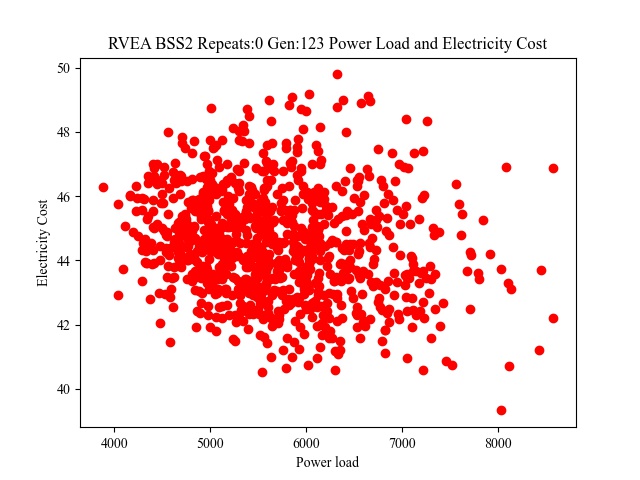 RVEA BSS2 Repeats:0 Gen:123 Power Load and Electricity Cost
50
48
46
44
42
40
Electricity Cost
4000 5000 6000 7000 8000
Power load